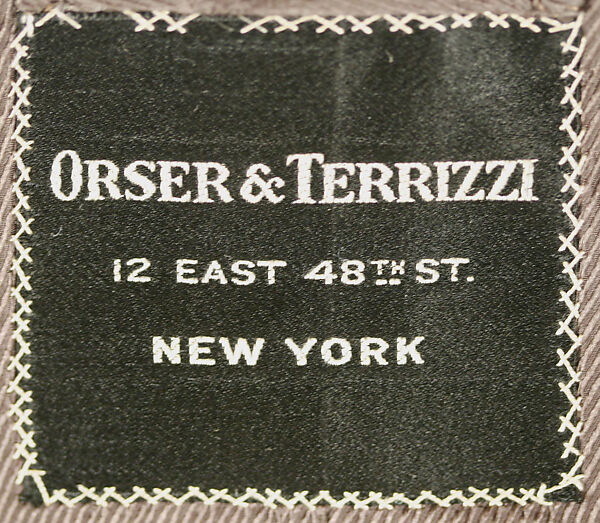 ORSER & TERRIZZI
12 EAST 48TH ST.
NEW YORK